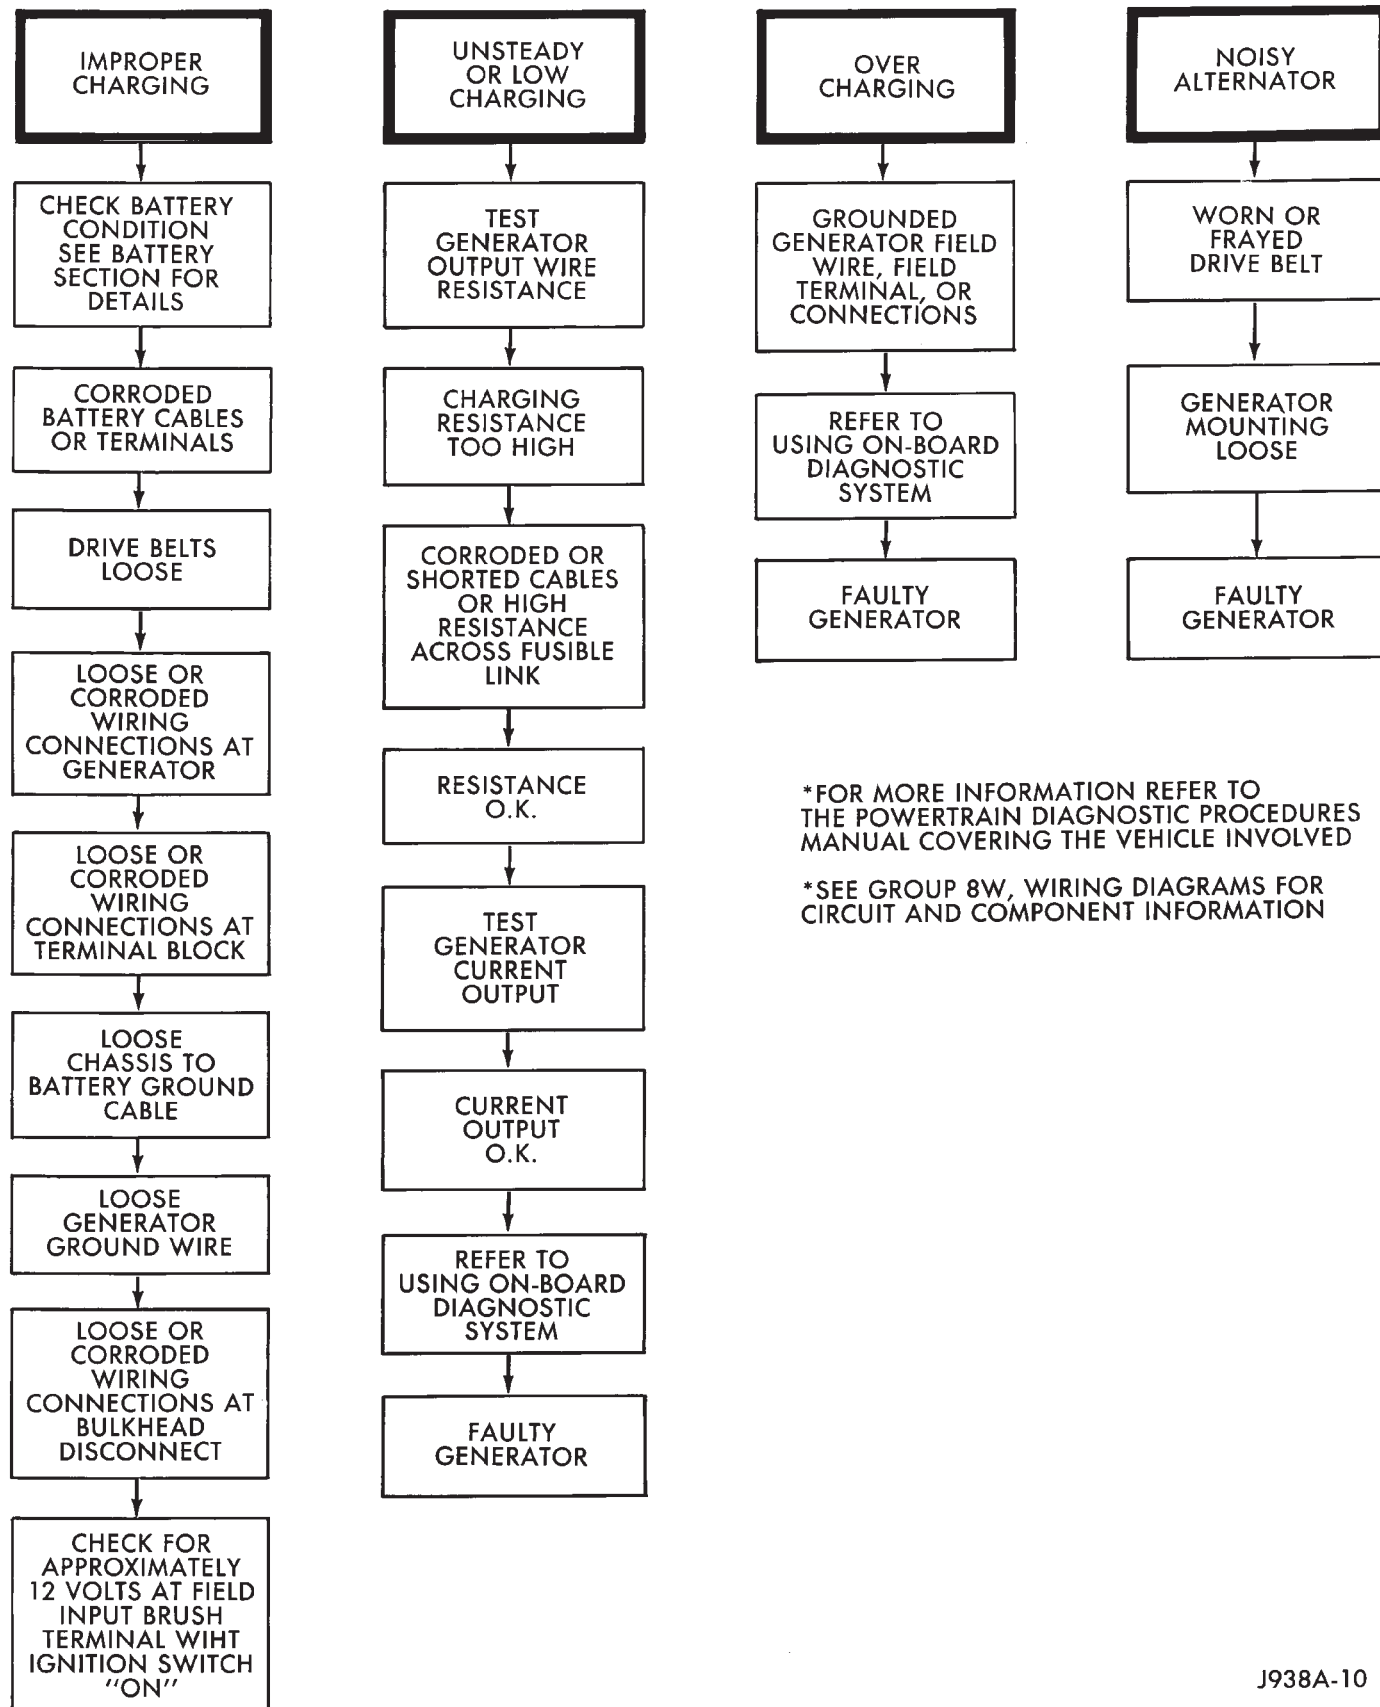 IMPROPER
CHARGING
CHECK BATTERY
CONDITION
SEE BATTERY
SECTION FOR
DETAILS
CORRODED
BATTERY CABLES
OR TERMINALS
DRIVE BELTS
LOOSE
LOOSE OR
CORRODED
WIRING
CONNECTIONS AT
GENERATOR
LOOSE OR
CORRODED
WIRING
CONNECTIONS AT
TERMINAL BLOCK
LOOSE
CHASSIS TO
BATTERY GROUND
CABLE
LOOSE
GENERATOR
GROUND WIRE
LOOSE OR
CORRODED
WIRING
CONNECTIONS AT
BULKHEAD
DISCONNECT
CHECK FOR
APPROXIMATELY
12 VOLTS AT FIELD
INPUT BRUSH
TERMINAL WIHT
IGNITION SWITCH
"ON"
UNSTEADY
OR LOW
CHARGING
TEST
GENERATOR
OUTPUT WIRE
RESISTANCE
CHARGING
RESISTANCE
TOO HIGH
CORRODED OR
SHORTED CABLES
OR HIGH
RESISTANCE
ACROSS FUSIBLE
LINK
RESISTANCE
O.K.
TEST
GENERATOR
CURRENT
OUTPUT
CURRENT
OUTPUT
O.K.
REFER TO
USING ON-BOARD
DIAGNOSTIC
SYSTEM
FAULTY
GENERATOR
OVER
CHARGING
GROUNDED
GENERATOR FIELD
WIRE, FIELD
TERMINAL, OR
CONNECTIONS
REFER TO
USING ON-BOARD
DIAGNOSTIC
SYSTEM
FAULTY
GENERATOR
NOISY
ALTERNATOR
WORN OR
FRAYED
DRIVE BELT
GENERATOR
MOUNTING
LOOSE
FAULTY
GENERATOR
*FOR MORE INFORMATION REFER TO
THE POWERTRAIN DIAGNOSTIC PROCEDURES
MANUAL COVERING THE VEHICLE INVOLVED
*SEE GROUP 8W, WIRING DIAGRAMS FOR
CIRCUIT AND COMPONENT INFORMATION
J938A-10